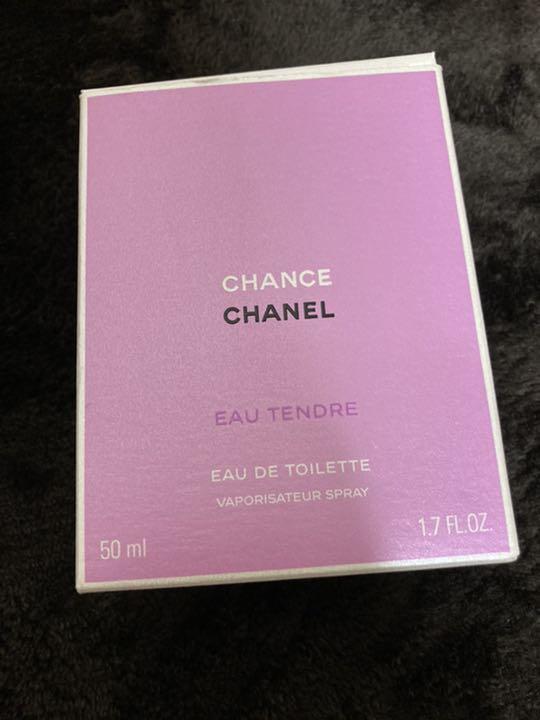 CHANCE
CHANEL
EAU TENDRE
EAU DE TOILETTE
VAPORISATEUR SPRAY
50 ml
1.7 FL.OZ.